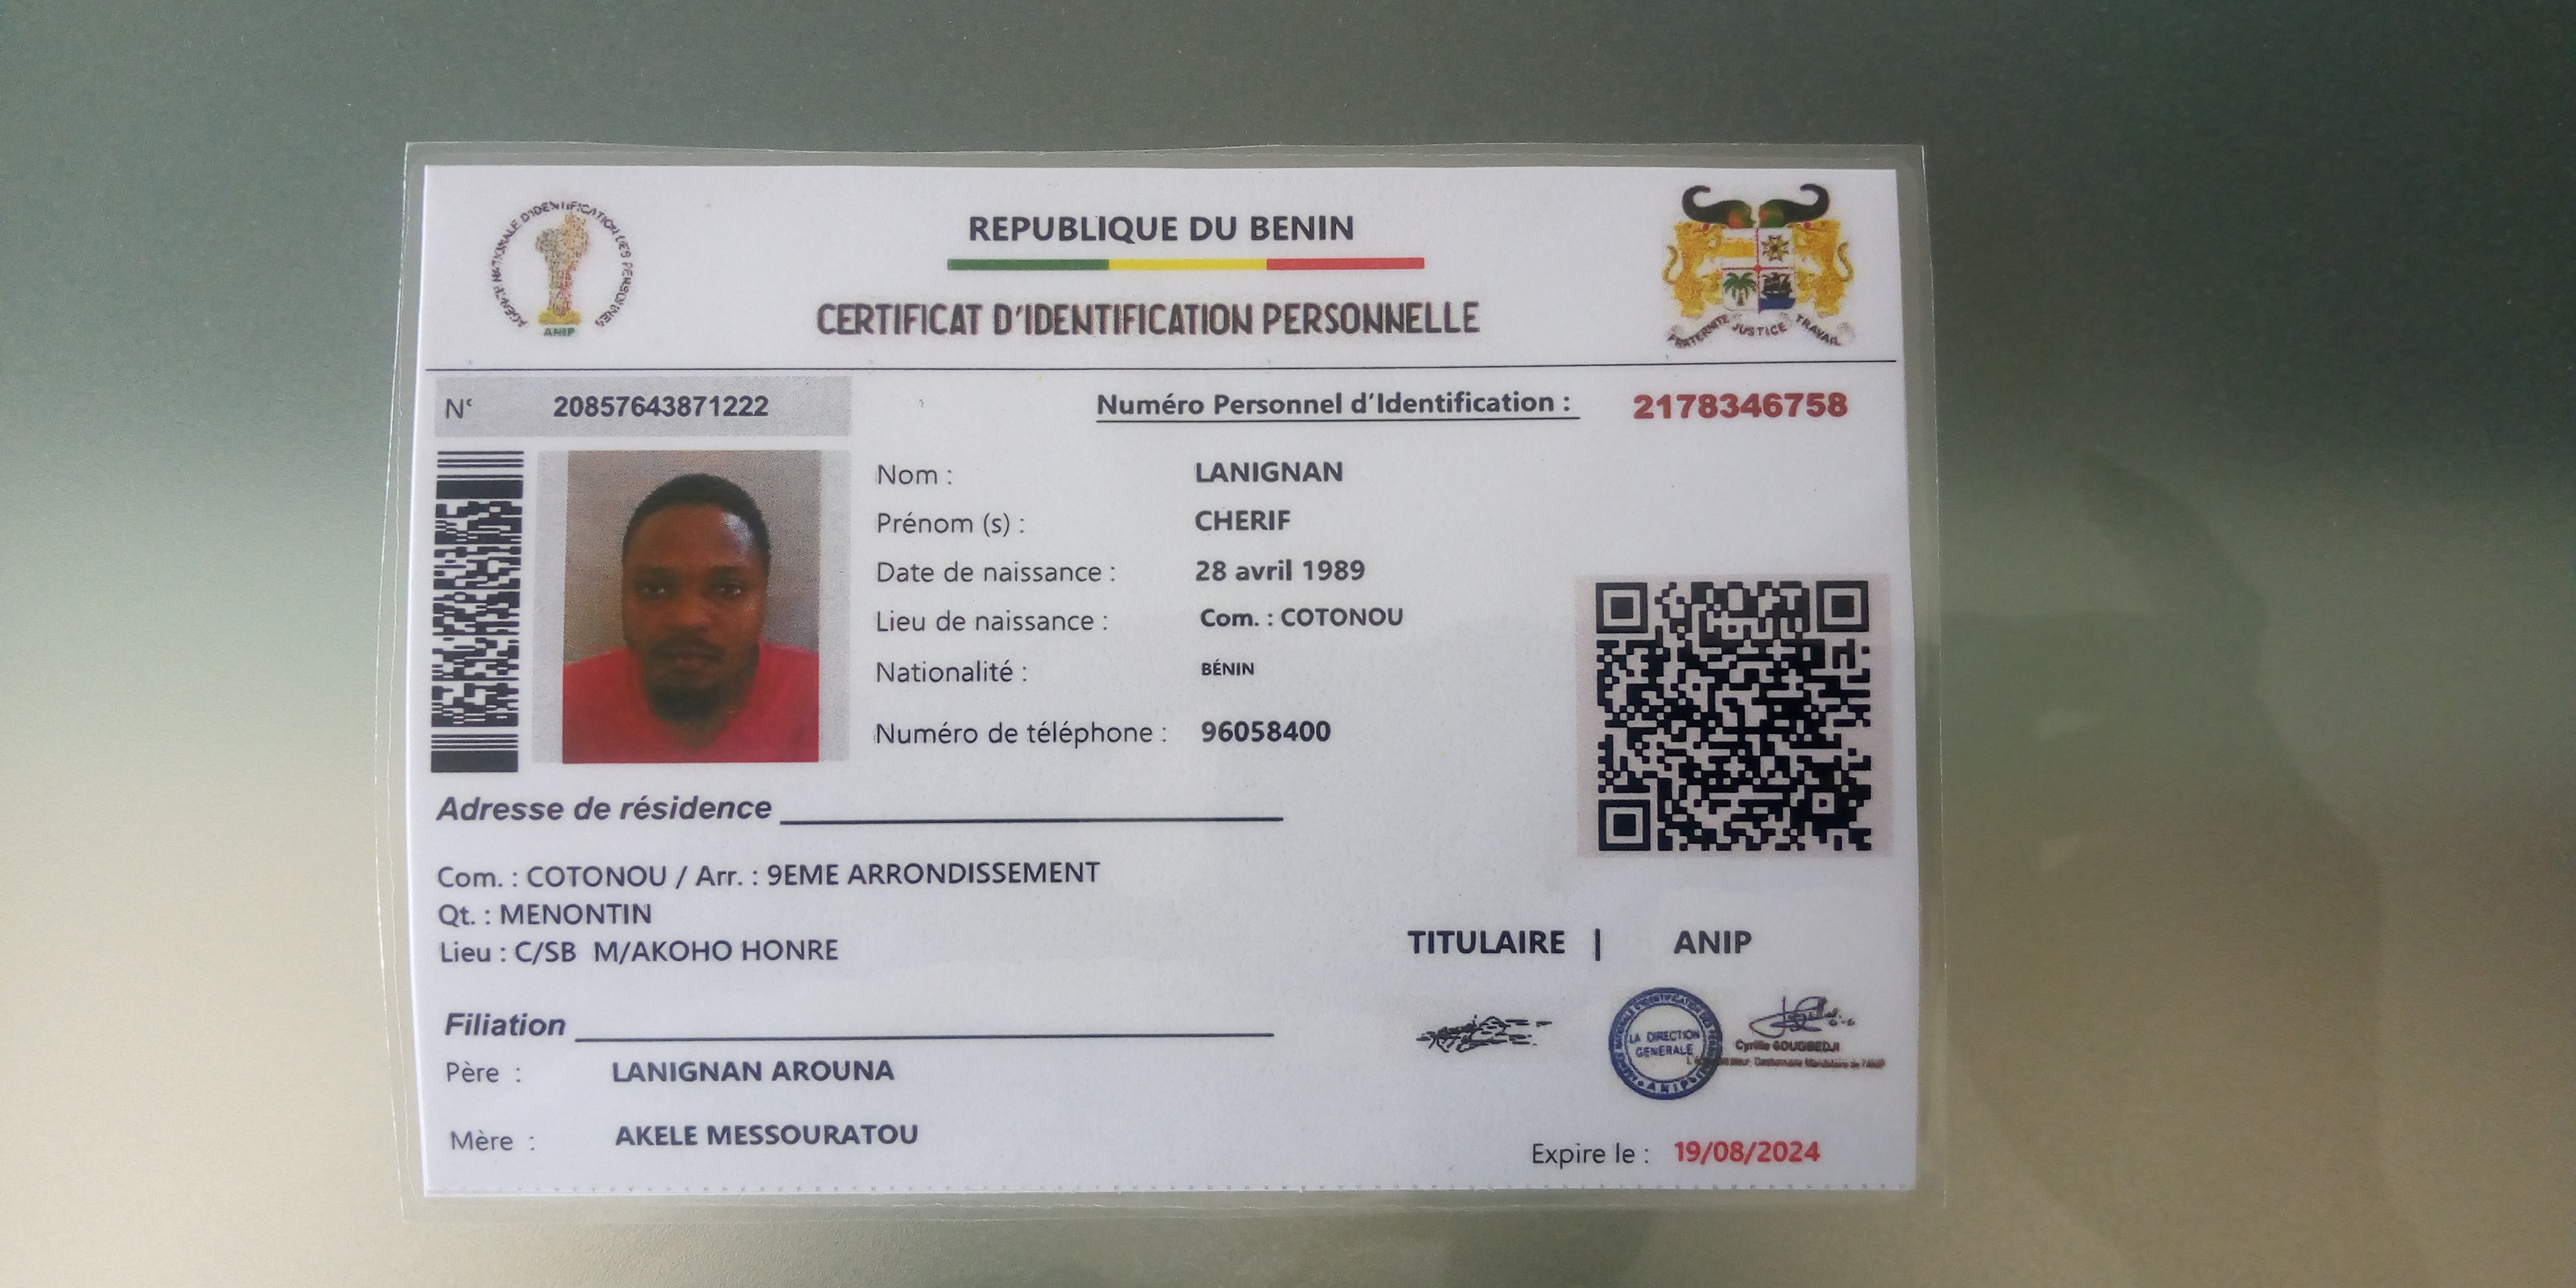 AGENCE NATIONALE D'IDENTIFICATION DES PERSONNES
ANIP
REPUBLIQUE DU BENIN
CERTIFICAT D'IDENTIFICATION PERSONNELLE
FRATERNITE JUSTICE TRAVAIL
N° 20857643871222
Numéro Personnel d'Identification : 2178346758
Nom : LANIGNAN
Prénom (s) : CHERIF
Date de naissance : 28 avril 1989
Lieu de naissance : Com. : COTONOU
Nationalité : BÉNIN
Numéro de téléphone : 96058400
Adresse de résidence
Com. : COTONOU / Arr. : 9EME ARRONDISSEMENT
Qt. : MENONTIN
Lieu : C/SB M/AKOHO HONRE
TITULAIRE | ANIP
LA DIRECTION
GENERALE
ANIP
Cyrille GOUGBEDJI
Filiation
Père : LANIGNAN AROUNA
Mère : AKELE MESSOURATOU
Expire le : 19/08/2024